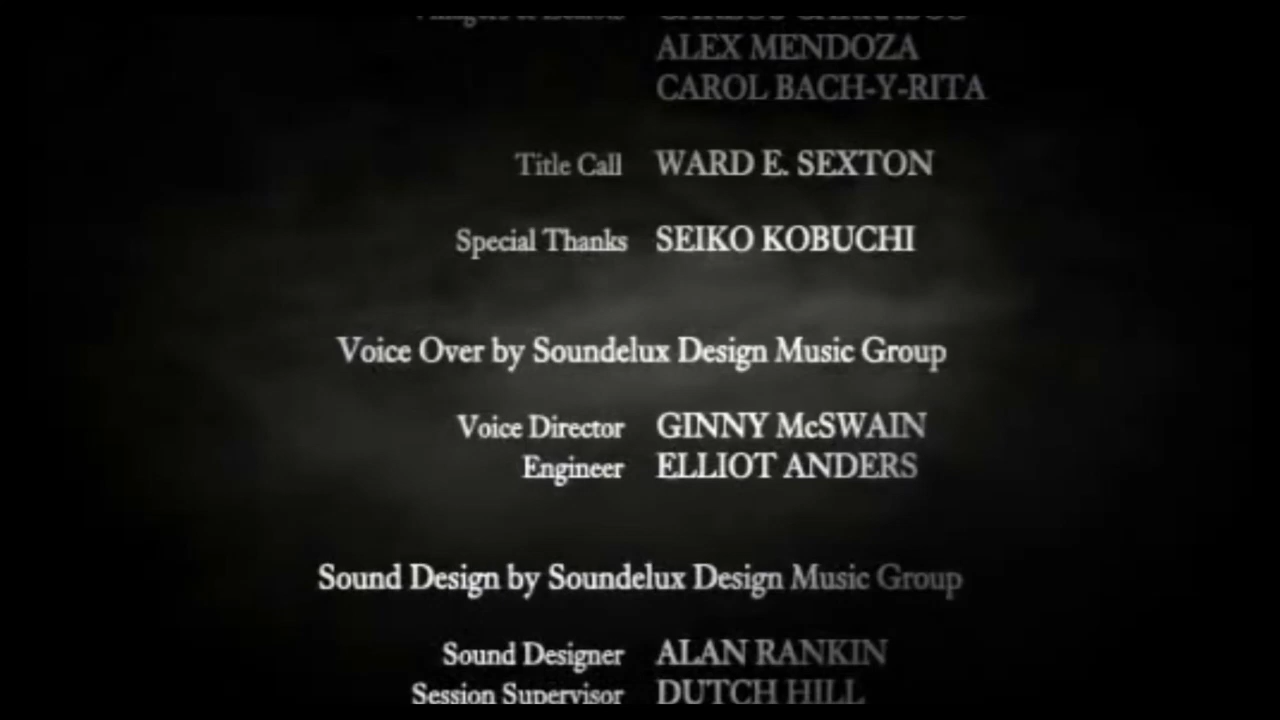 ALEX MENDOZA
CAROL BACH-Y-RITA
Title Call WARD E. SEXTON
Special Thanks SEIKO KOBUCHI
Voice Over by Soundelux Design Music Group
Voice Director GINNY McSWAIN
Engineer ELLIOT ANDERS
Sound Design by Soundelux Design Music Group
Sound Designer ALAN RANKIN
Session Supervisor DUTCH HILL